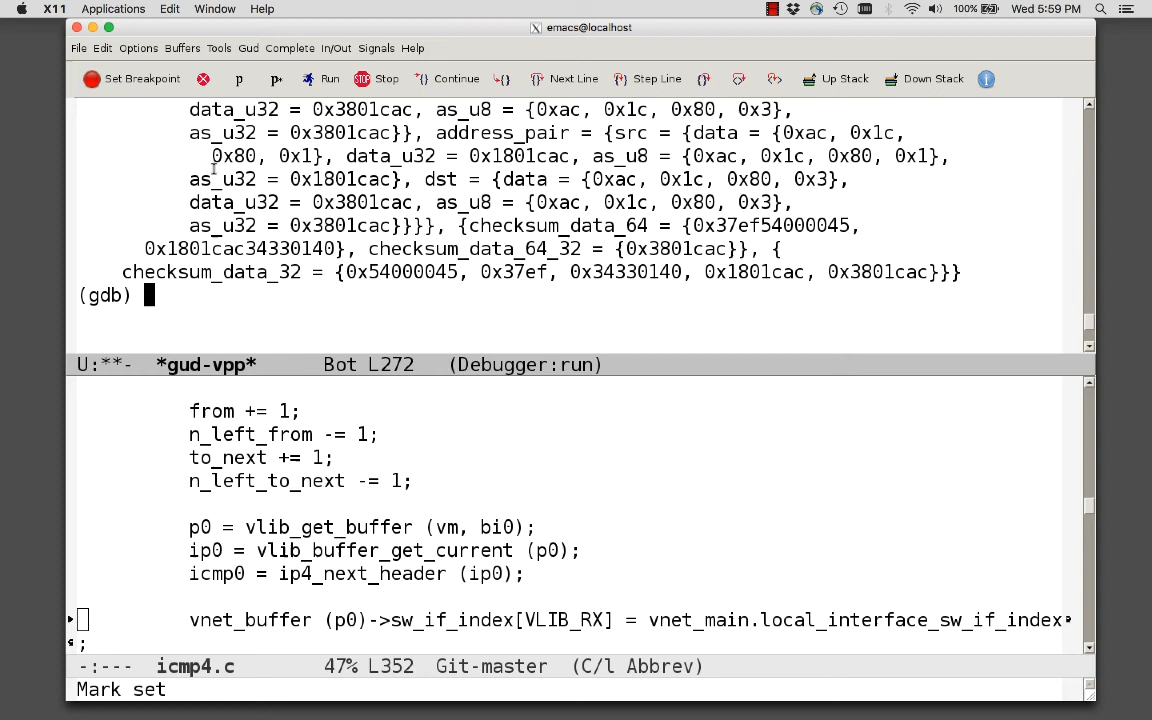 X11 Applications Edit Window Help 100% Wed 5:59 PM
emacs@localhost
File Edit Options Buffers Tools Gud Complete In/Out Signals Help
Set Breakpoint p p* Run STOP Stop Continue Next Line Step Line Up Stack Down Stack
data_u32 = 0x3801cac, as_u8 = {0xac, 0x1c, 0x80, 0x3},
as_u32 = 0x3801cac}}, address_pair = {src = {data = {0xac, 0x1c,
0x80, 0x1}, data_u32 = 0x1801cac, as_u8 = {0xac, 0x1c, 0x80, 0x1},
as_u32 = 0x1801cac}, dst = {data = {0xac, 0x1c, 0x80, 0x3},
data_u32 = 0x3801cac, as_u8 = {0xac, 0x1c, 0x80, 0x3},
as_u32 = 0x3801cac}}}}, {checksum_data_64 = {0x37ef54000045,
0x1801cac34330140}, checksum_data_64_32 = {0x3801cac}}, {
checksum_data_32 = {0x54000045, 0x37ef, 0x34330140, 0x1801cac, 0x3801cac}}}
(gdb)
U:**- *gud-vpp* Bot L272 (Debugger:run)
from += 1;
n_left_from -= 1;
to_next += 1;
n_left_to_next -= 1;
p0 = vlib_get_buffer (vm, bi0);
ip0 = vlib_buffer_get_current (p0);
icmp0 = ip4_next_header (ip0);
vnet_buffer (p0)->sw_if_index[VLIB_RX] = vnet_main.local_interface_sw_if_index
;
-:--- icmp4.c 47% L352 Git-master (C/l Abbrev)
Mark set